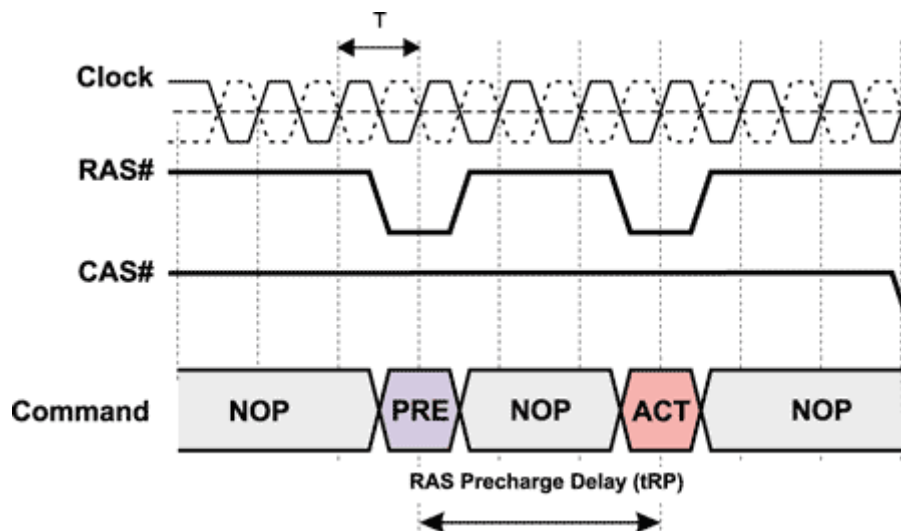 T
Clock
RAS#
CAS#
Command NOP PRE NOP ACT NOP
RAS Precharge Delay (tRP)